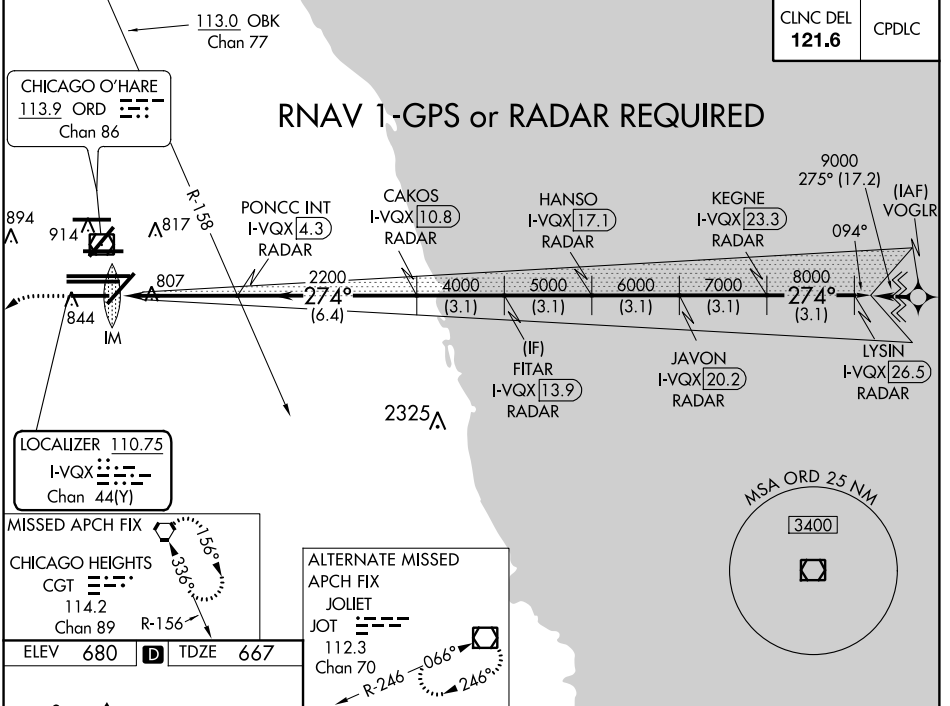 113.0 OBK
Chan 77
CLNC DEL
121.6
CPDLC
CHICAGO O'HARE
113.9 ORD
Chan 86
RNAV 1-GPS or RADAR REQUIRED
R-158
894
914
817
PONCC INT
I-VQX 4.3
RADAR
CAKOS
I-VQX 10.8
RADAR
HANSO
I-VQX 17.1
RADAR
KEGNE
I-VQX 23.3
RADAR
9000
275° (17.2)
094°
(IAF)
VOGLR
807
844
IM
2200
274°
(6.4)
4000
(3.1)
5000
(3.1)
6000
(3.1)
7000
(3.1)
8000
274°
(3.1)
(IF)
FITAR
I-VQX 13.9
RADAR
JAVON
I-VQX 20.2
RADAR
LYSIN
I-VQX 26.5
RADAR
2325
LOCALIZER 110.75
I-VQX
Chan 44(Y)
MSA ORD 25 NM
3400
MISSED APCH FIX
CHICAGO HEIGHTS
CGT
114.2
Chan 89
R-156
336°
156°
ALTERNATE MISSED
APCH FIX
JOLIET
JOT
112.3
Chan 70
R-246
066°
246°
ELEV 680
D
TDZE 667